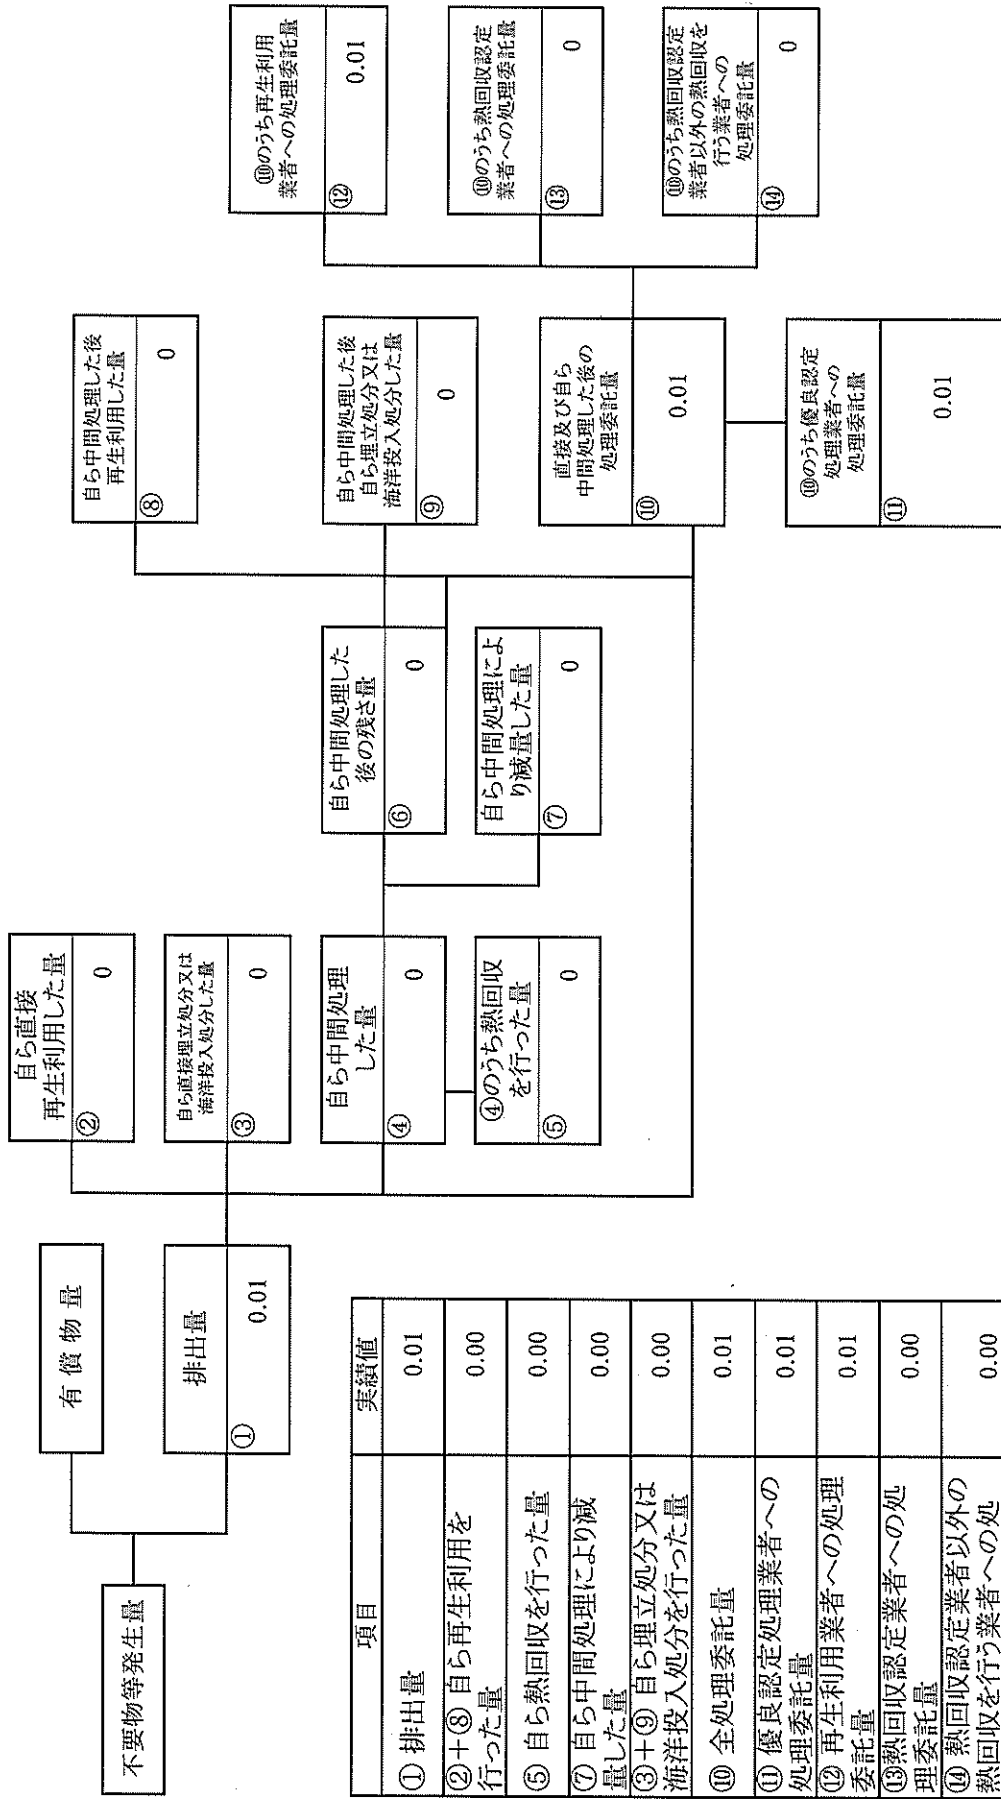 不要物等発生量
有償物量
排出量
①
0.01
自ら直接
再生利用した量
②
0
自ら直接埋立処分又は
海洋投入処分した量
③
0
自ら中間処理
した量
④
0
④のうち熱回収
を行った量
⑤
0
自ら中間処理した
後の残さ量
⑥
0
自ら中間処理によ
り減量した量
⑦
0
自ら中間処理した後
再生利用した量
⑧
0
自ら中間処理した後
自ら埋立処分又は
海洋投入処分した量
⑨
0
直接及び自ら
中間処理した後の
処理委託量
⑩
0.01
⑩のうち優良認定
処理業者への
処理委託量
⑪
0.01
⑩のうち再生利用
業者への処理委託量
⑫
0.01
⑩のうち熱回収認定
業者への処理委託量
⑬
0
⑩のうち熱回収認定
業者以外の熱回収を
行う業者への
処理委託量
⑭
0
項目 実績値
① 排出量 0.01
②+⑧ 自ら再生利用を
行った量 0.00
⑤ 自ら熱回収を行った量 0.00
⑦ 自ら中間処理により減
量した量 0.00
③+⑨ 自ら埋立処分又は
海洋投入処分を行った量 0.00
⑩ 全処理委託量 0.01
⑪ 優良認定処理業者への
処理委託量 0.01
⑫ 再生利用業者への処理
委託量 0.01
⑬熱回収認定業者への処
理委託量 0.00
⑭ 熱回収認定業者以外の
熱回収を行う業者への処 0.00